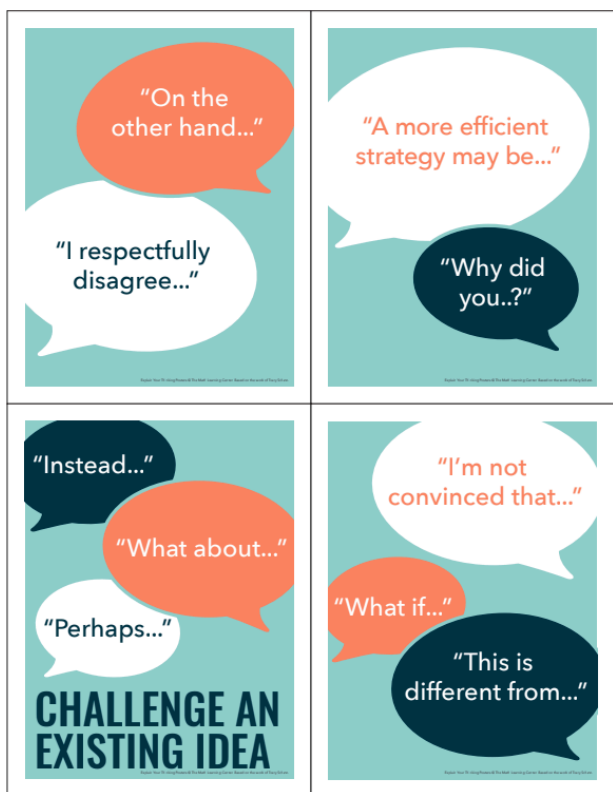 “On the
other hand...”
“I respectfully
disagree...”
“A more efficient
strategy may be...”
“Why did
you..?”
“Instead...”
“What about...”
“Perhaps...”
CHALLENGE AN
EXISTING IDEA
“I’m not
convinced that...”
“What if...”
“This is
different from...”